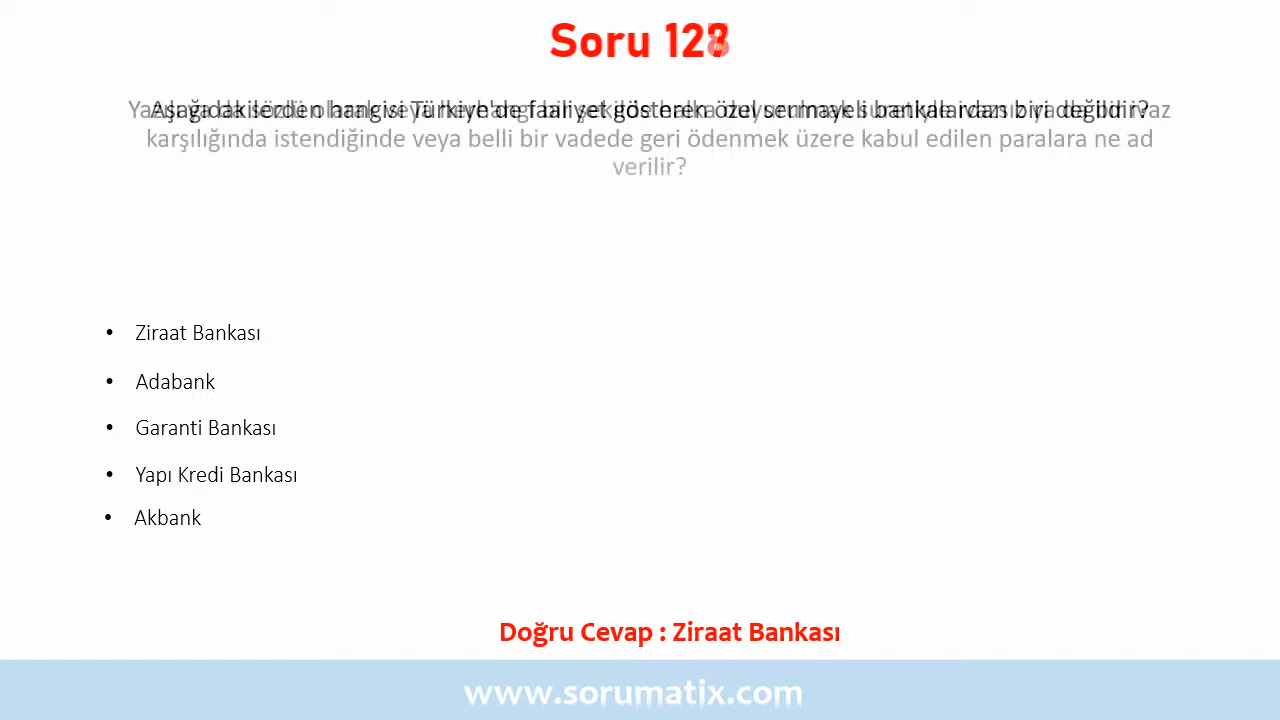 Soru 127
Aşağıdakilerden hangisi Türkiye'de faaliyet gösteren özel sermayeli bankalardan biri değildir?
karşılığında istendiğinde veya belli bir vadede geri ödenmek üzere kabul edilen paralara ne ad
verilir?
• Ziraat Bankası
• Adabank
• Garanti Bankası
• Yapı Kredi Bankası
• Akbank
Doğru Cevap : Ziraat Bankası
www.sorumatix.com